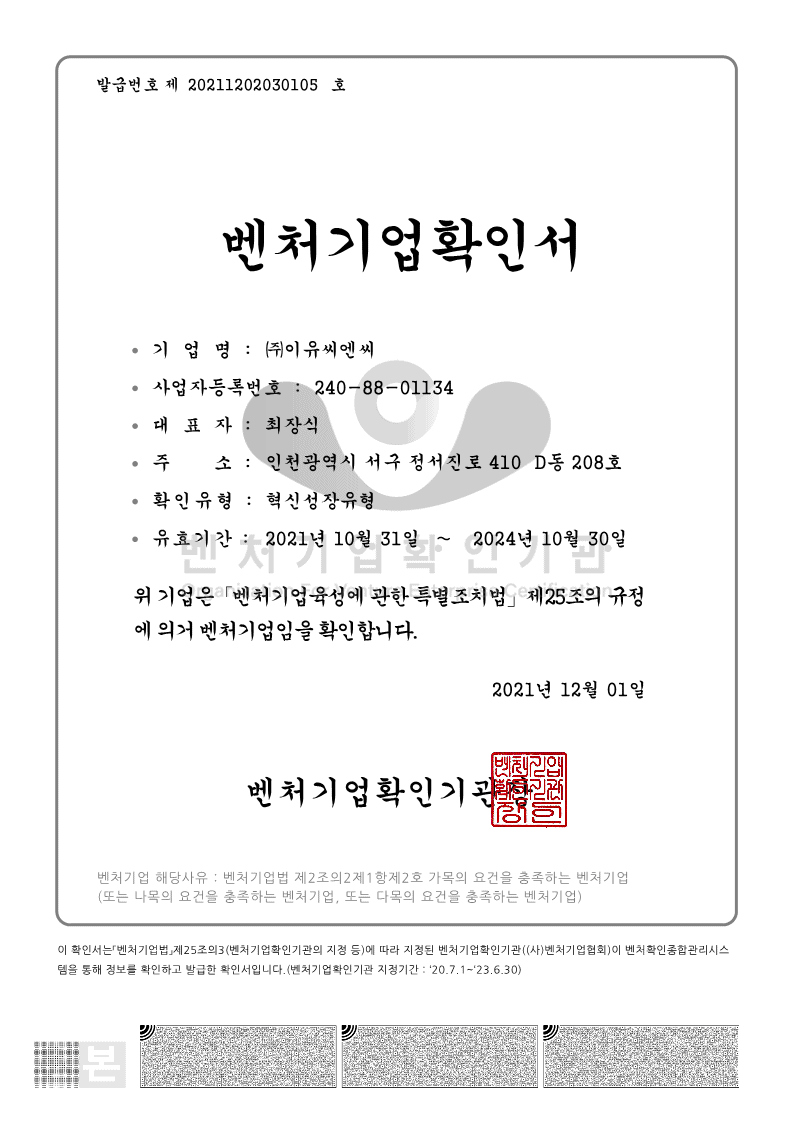 발급번호 제 20211202030105 호
벤처기업확인서
• 기 업 명 : ㈜이유씨엔씨
• 사업자등록번호 : 240-88-01134
• 대 표 자 : 최장식
• 주 소 : 인천광역시 서구 정서진로 410 D동 208호
• 확인유형 : 혁신성장유형
• 유효기간 : 2021년 10월 31일 ~ 2024년 10월 30일
벤처기업확인기관
Organization For Venture Enterprise Certification
위 기업은 「벤처기업육성에 관한 특별조치법」 제25조의 규정
에 의거 벤처기업임을 확인합니다.
2021년 12월 01일
벤처기업확인기관장
벤처기업 해당사유 : 벤처기업법 제2조의2제1항제2호 가목의 요건을 충족하는 벤처기업
(또는 나목의 요건을 충족하는 벤처기업, 또는 다목의 요건을 충족하는 벤처기업)
이 확인서는「벤처기업법」제25조의3(벤처기업확인기관의 지정 등)에 따라 지정된 벤처기업확인기관((사)벤처기업협회)이 벤처확인종합관리시스
템을 통해 정보를 확인하고 발급한 확인서입니다.(벤처기업확인기관 지정기간 : '20.7.1~'23.6.30)
본